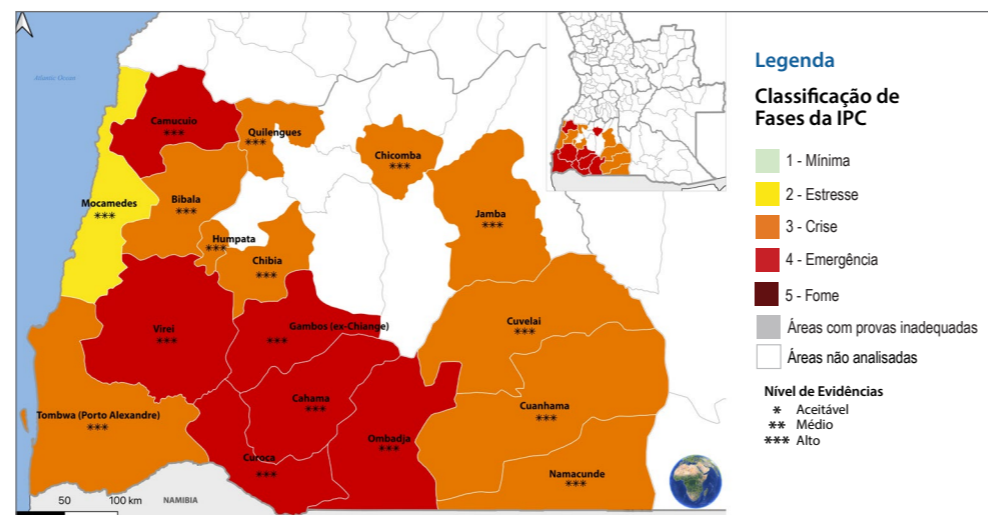 Atlantic Ocean
Camucuio
***
Quilengues
***
Chicomba
***
Mocamedes
***
Bibala
***
Jamba
***
Humpata
***
Chibia
***
Virei
***
Gambos (ex-Chiange)
***
Cuvelai
***
Tombwa (Porto Alexandre)
***
Cahama
***
Cuanhama
***
Ombadja
***
Curoca
***
Namacunde
***
50 100 km
NAMIBIA
Legenda
Classificação de
Fases da IPC
1 - Mínima
2 - Estresse
3 - Crise
4 - Emergência
5 - Fome
Áreas com provas inadequadas
Áreas não analisadas
Nível de Evidências
* Aceitável
** Médio
*** Alto